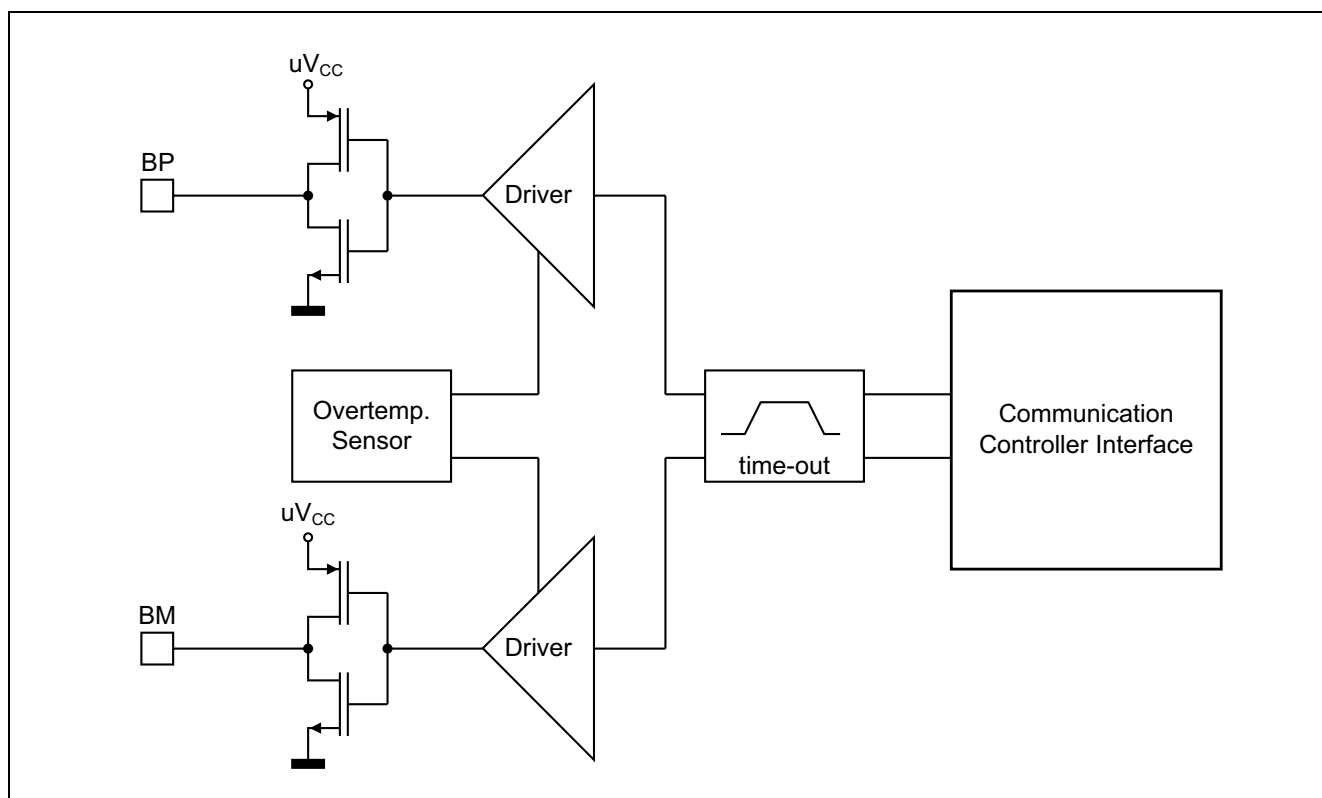 uVCC
BP
Driver
Overtemp.
Sensor
time-out
Communication
Controller Interface
uVCC
BM
Driver